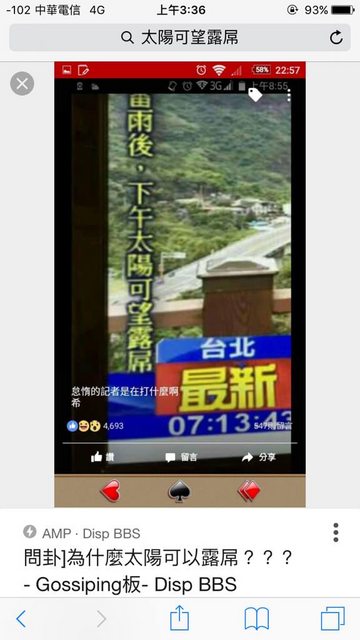 -102 中華電信 4G 上午3:36 93%
太陽可望露屌
58% 22:57
3G 上午8:55
雷雨後，下午太陽可望露屌
台北
最新
07:13:43
怠惰的記者是在打什麼啊
希
4,693
547則留言
讚 留言 分享
AMP · Disp BBS
問卦]為什麼太陽可以露屌？？？
- Gossiping板- Disp BBS